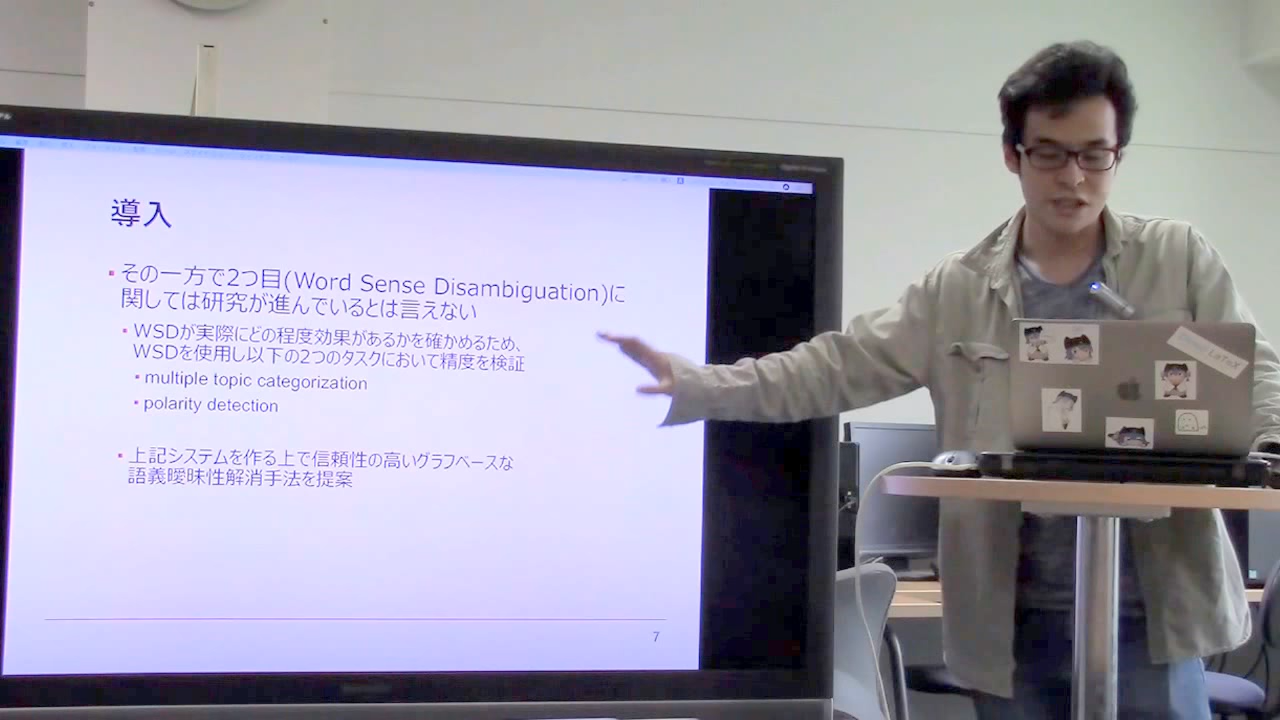 導入
その一方で2つ目(Word Sense Disambiguation)に
関しては研究が進んでいるとは言えない
WSDが実際にどの程度効果があるかを確かめるため、
WSDを使用し以下の2つのタスクにおいて精度を検証
multiple topic categorization
polarity detection
上記システムを作る上で信頼性の高いグラフベースな
語義曖昧性解消手法を提案
7
LaTeX